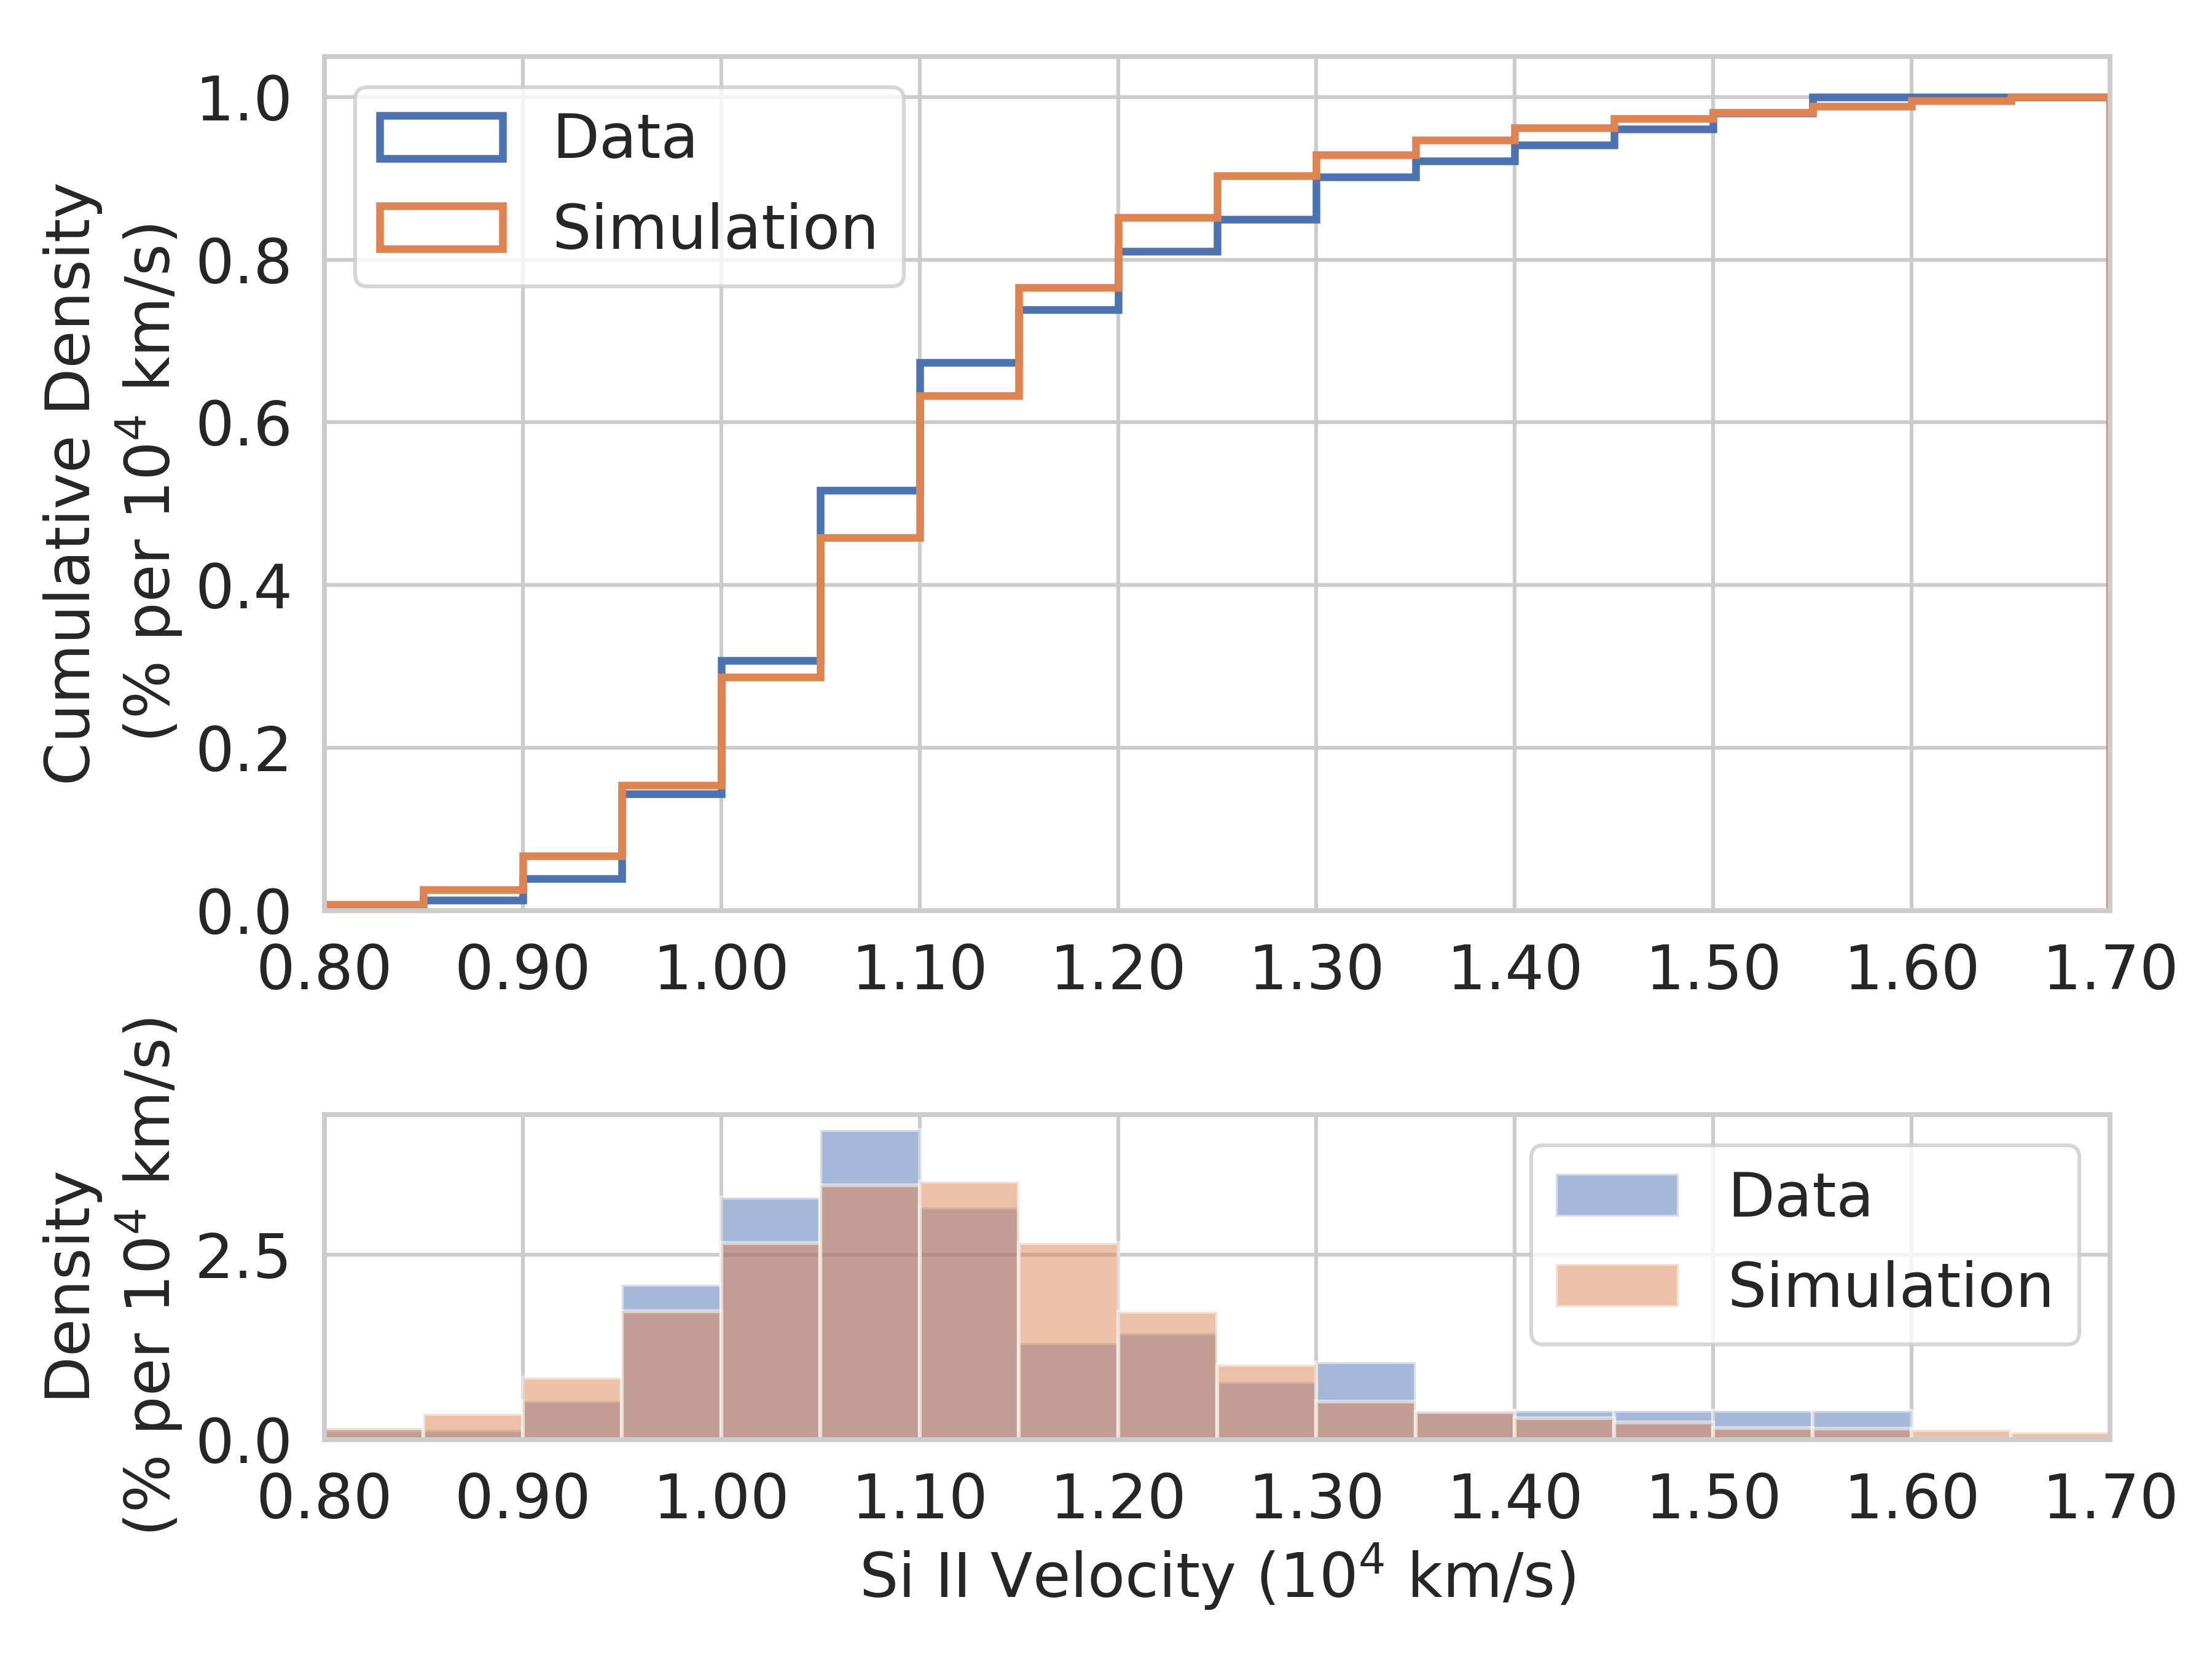 Cumulative Density
(% per 10⁴ km/s)
1.0
0.8
0.6
0.4
0.2
0.0
Data
Simulation
0.80 0.90 1.00 1.10 1.20 1.30 1.40 1.50 1.60 1.70
Density
(% per 10⁴ km/s)
2.5
0.0
Data
Simulation
0.80 0.90 1.00 1.10 1.20 1.30 1.40 1.50 1.60 1.70
Si II Velocity (10⁴ km/s)